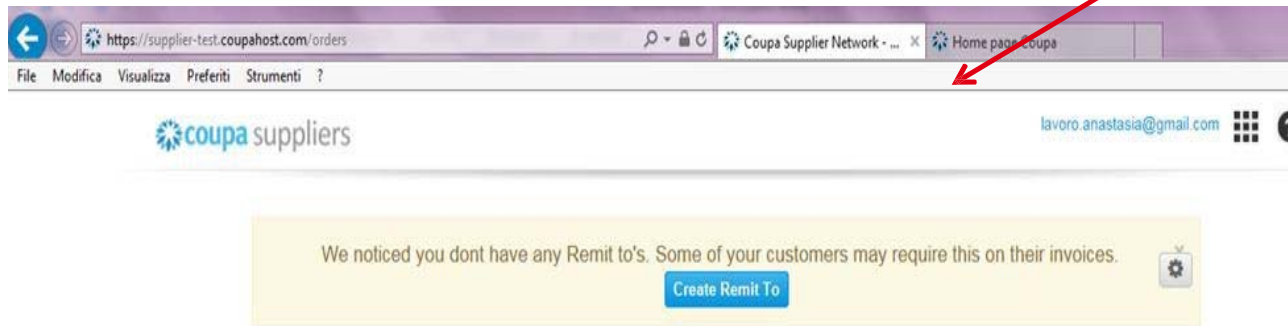 https://supplier-test.coupahost.com/orders
Coupa Supplier Network - ...
Home page Coupa
File Modifica Visualizza Preferiti Strumenti ?
coupa suppliers
lavoro.anastasia@gmail.com
We noticed you dont have any Remit to's. Some of your customers may require this on their invoices.
Create Remit To